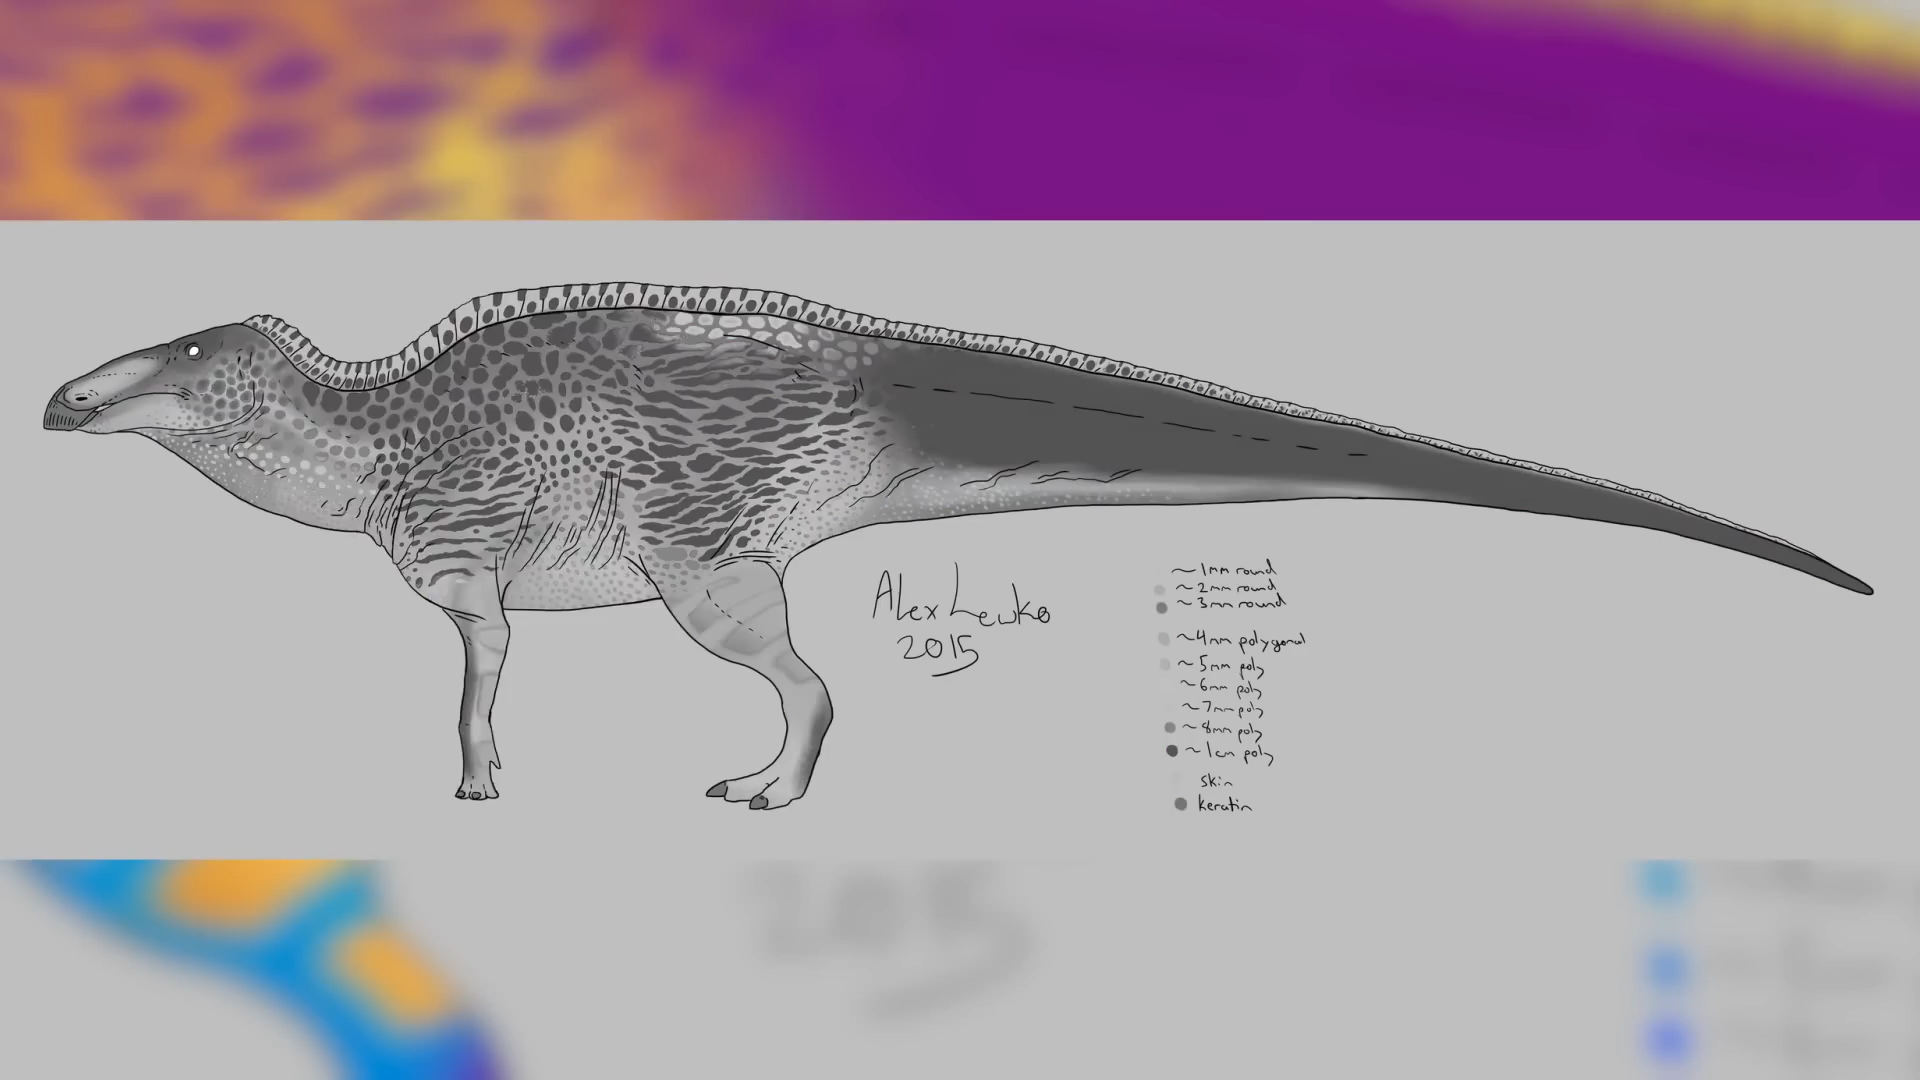 Alex Lewko
2015
~1mm round
~2mm round
~3mm round
~4mm polygonal
~5mm poly
~6mm poly
~7mm poly
~8mm poly
~1cm poly
skin
keratin